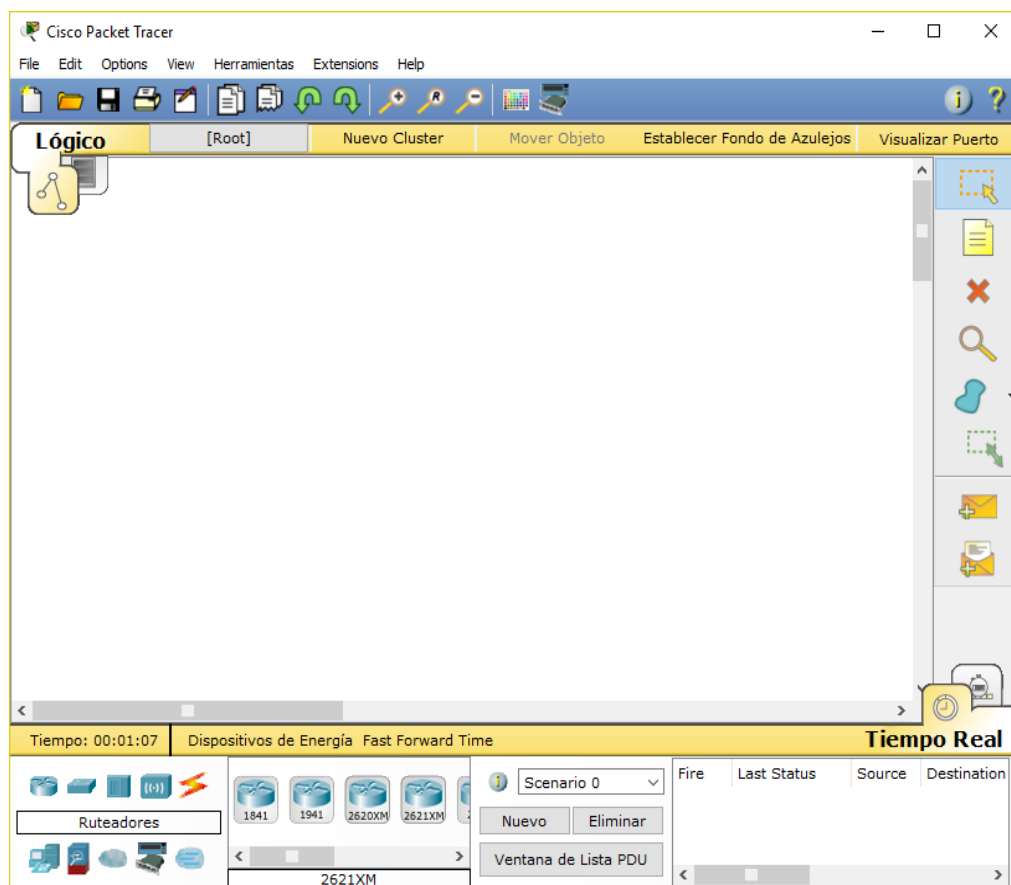 Cisco Packet Tracer
File Edit Options View Herramientas Extensions Help
Lógico [Root] Nuevo Cluster Mover Objeto Establecer Fondo de Azulejos Visualizar Puerto
Tiempo: 00:01:07 Dispositivos de Energía Fast Forward Time Tiempo Real
Scenario 0 Fire Last Status Source Destination
1841 1941 2620XM 2621XM
Ruteadores Nuevo Eliminar
Ventana de Lista PDU
2621XM